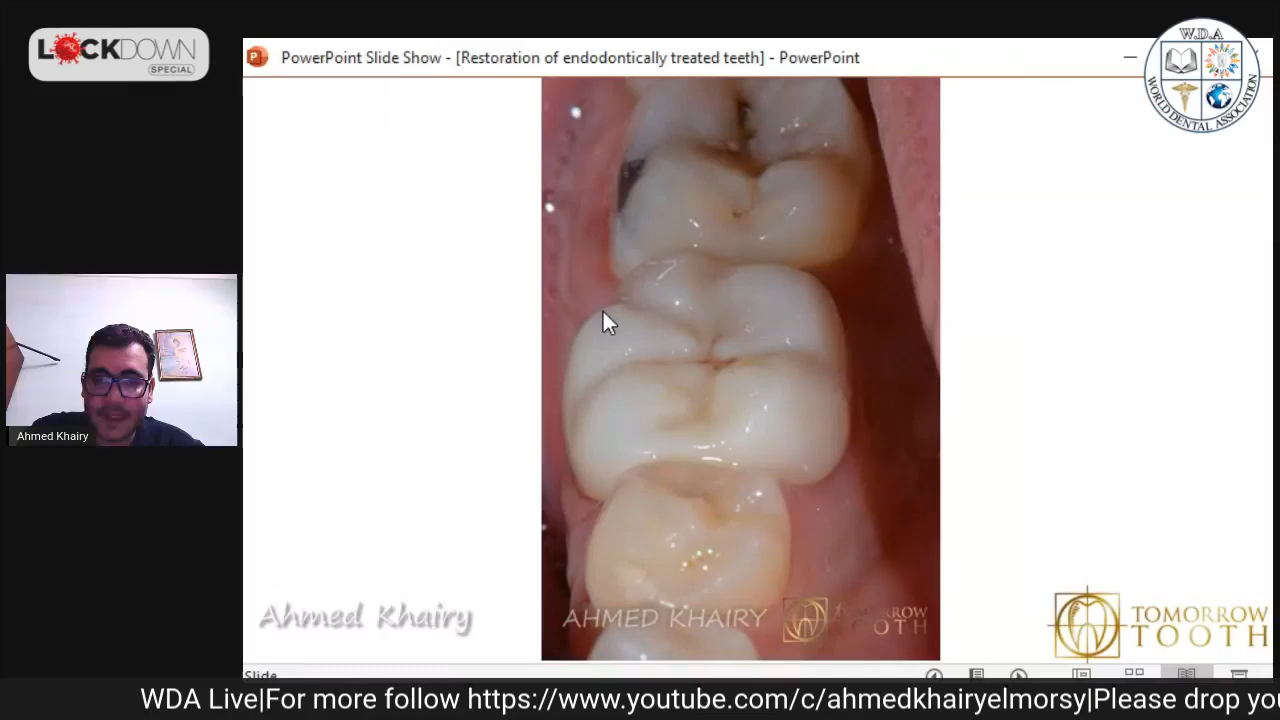 LOCKDOWN
SPECIAL
PowerPoint Slide Show - [Restoration of endodontically treated teeth] - PowerPoint
W.D.A
WORLD DENTAL ASSOCIATION
Ahmed Khairy
Ahmed Khairy
AHMED KHAIRY
TOMORROW
TOOTH
TOMORROW
TOOTH
Slide
WDA Live|For more follow https://www.youtube.com/c/ahmedkhairyelmorsy|Please drop yo